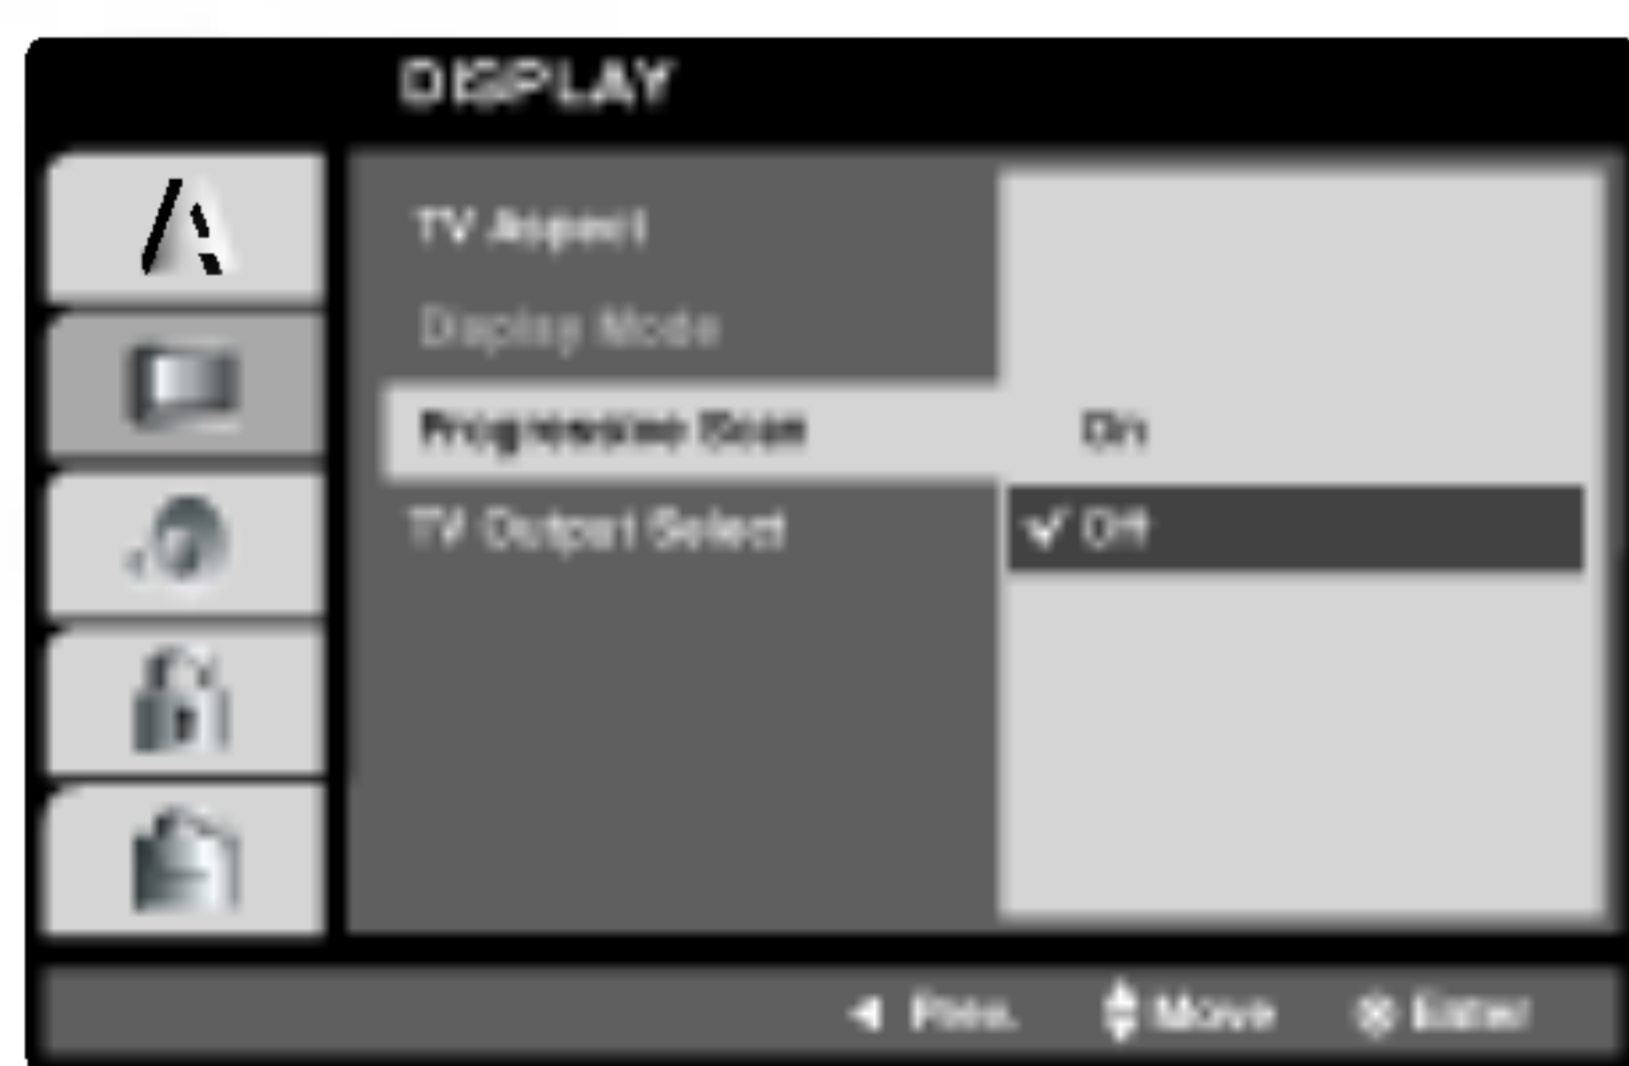 DISPLAY
TV Aspect
Display Mode
Progressive Scan On
TV Output Select ✓ Off
◄ Prev. Move Enter